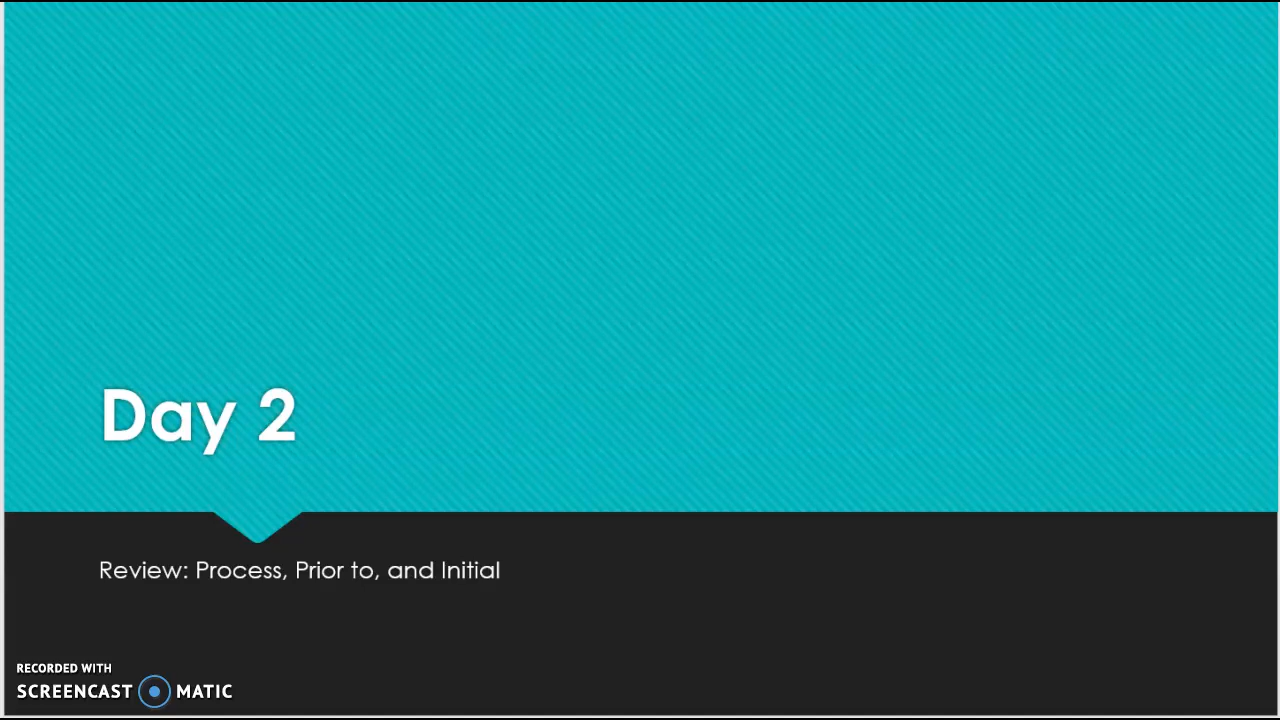 Day 2
Review: Process, Prior to, and Initial
RECORDED WITH
SCREENCAST MATIC